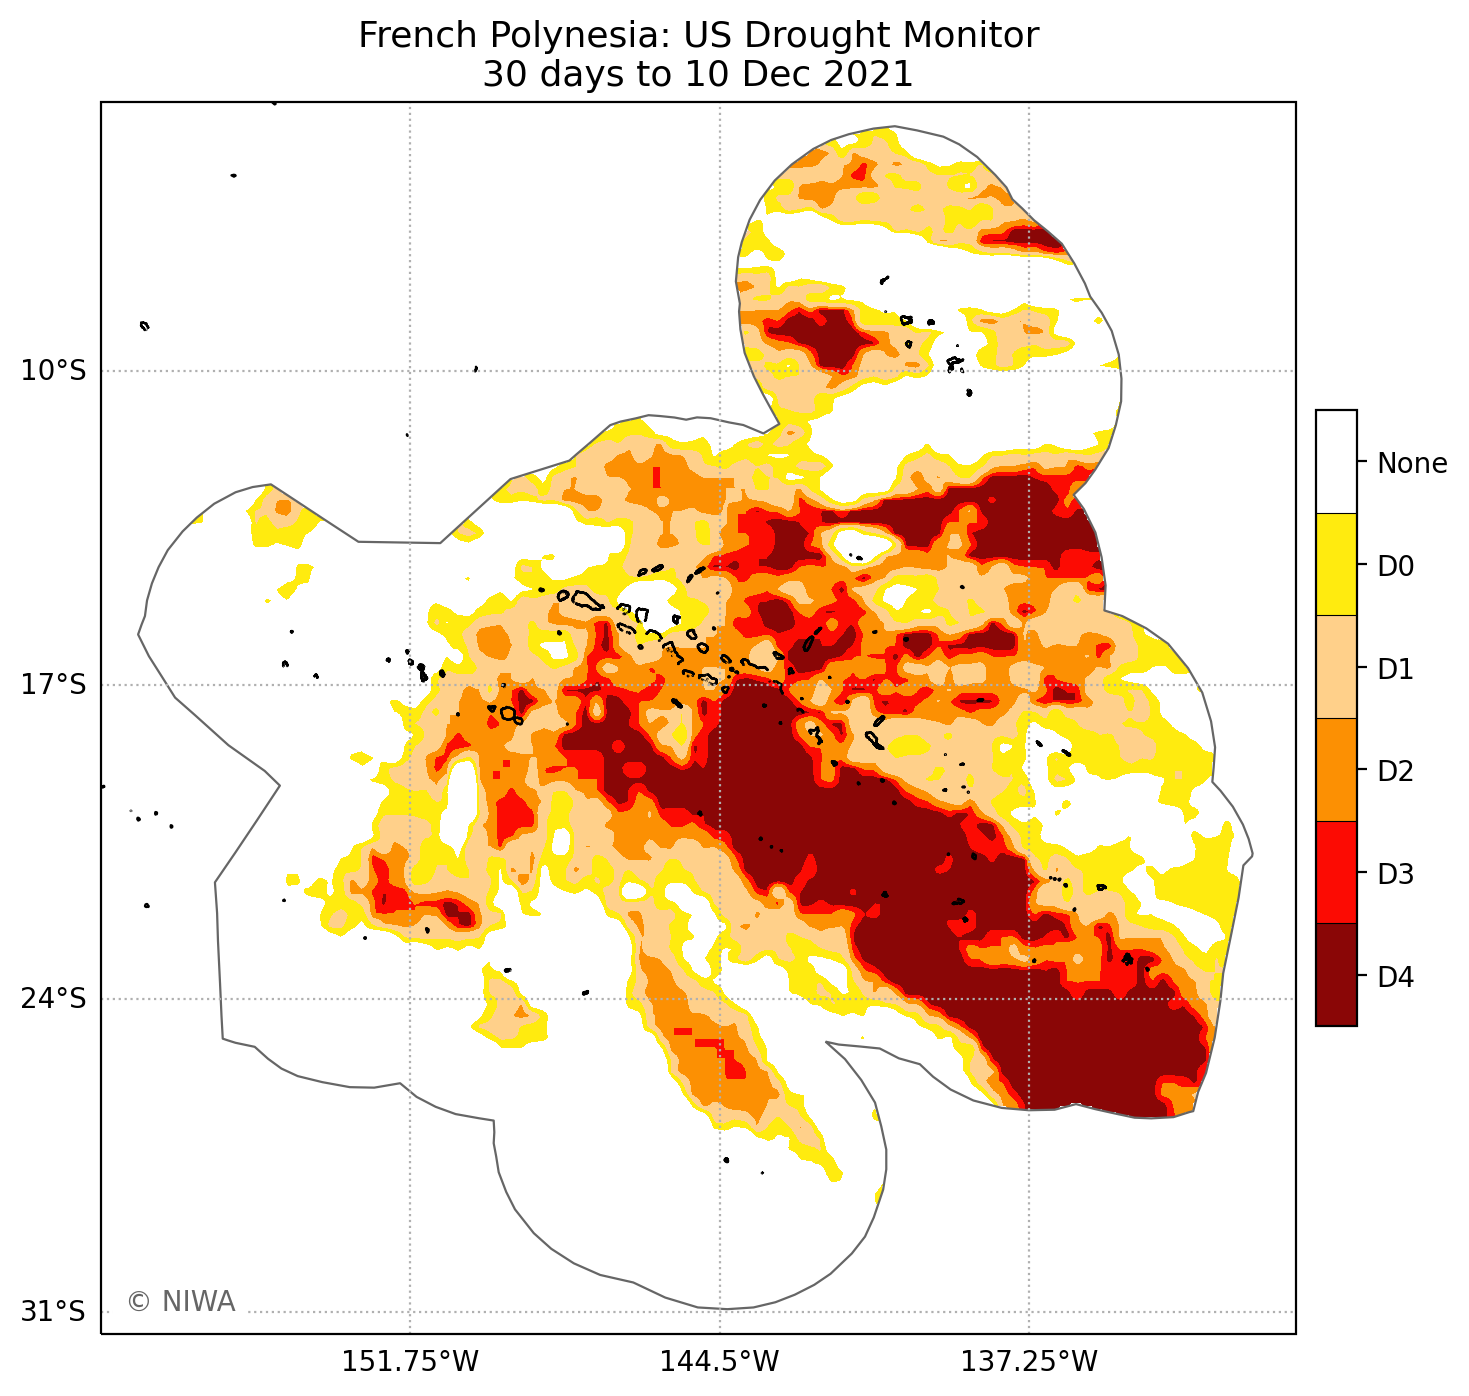 French Polynesia: US Drought Monitor
30 days to 10 Dec 2021
10°S
17°S
24°S
31°S
151.75°W
144.5°W
137.25°W
None
D0
D1
D2
D3
D4
© NIWA